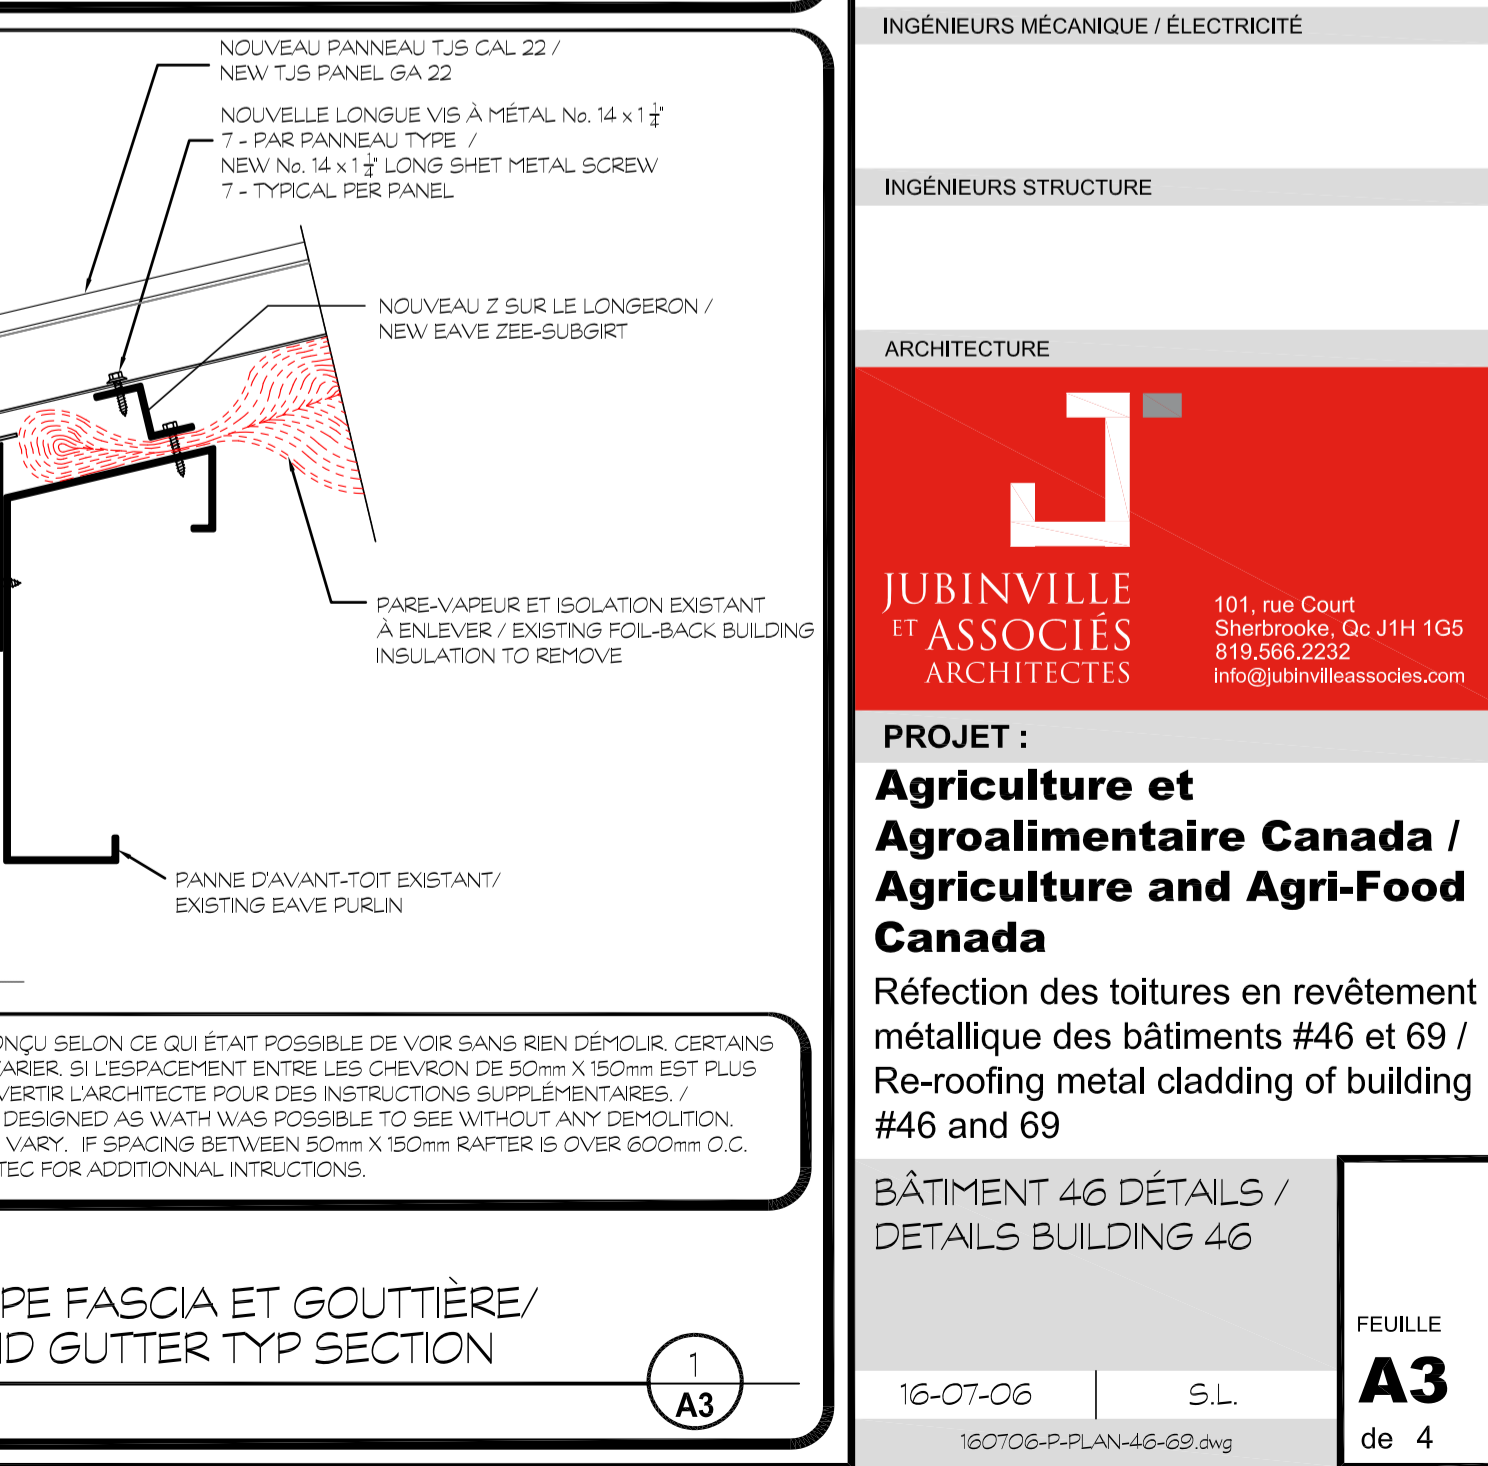 NOUVEAU PANNEAU TJS CAL 22 /
NEW TJS PANEL GA 22
NOUVELLE LONGUE VIS À MÉTAL No. 14 x 1 1/4"
7 - PAR PANNEAU TYPE /
NEW No. 14 x 1 1/4" LONG SHET METAL SCREW
7 - TYPICAL PER PANEL
NOUVEAU Z SUR LE LONGERON /
NEW EAVE ZEE-SUBGIRT
PARE-VAPEUR ET ISOLATION EXISTANT
À ENLEVER / EXISTING FOIL-BACK BUILDING
INSULATION TO REMOVE
PANNE D'AVANT-TOIT EXISTANT/
EXISTING EAVE PURLIN
SELON CE QUI ÉTAIT POSSIBLE DE VOIR SANS RIEN DÉMOLIR. CERTAINS
SI L'ESPACEMENT ENTRE LES CHEVRON DE 50mm X 150mm EST PLUS
L'ARCHITECTE POUR DES INSTRUCTIONS SUPPLÉMENTAIRES. /
DESIGNED AS WATH WAS POSSIBLE TO SEE WITHOUT ANY DEMOLITION.
VARY. IF SPACING BETWEEN 50mm X 150mm RAFTER IS OVER 600mm O.C.
FOR ADDITIONNAL INTRUCTIONS.
FASCIA ET GOUTTIÈRE/
GUTTER TYP SECTION
1
A3
INGÉNIEURS MÉCANIQUE / ÉLECTRICITÉ
INGÉNIEURS STRUCTURE
ARCHITECTURE
JUBINVILLE
ET ASSOCIÉS
ARCHITECTES
101, rue Court
Sherbrooke, Qc J1H 1G5
819.566.2232
info@jubinvilleassocies.com
PROJET :
Agriculture et
Agroalimentaire Canada /
Agriculture and Agri-Food
Canada
Réfection des toitures en revêtement
métallique des bâtiments #46 et 69 /
Re-roofing metal cladding of building
#46 and 69
BÂTIMENT 46 DÉTAILS /
DETAILS BUILDING 46
FEUILLE
A3
de 4
16-07-06
S.L.
160706-P-PLAN-46-69.dwg